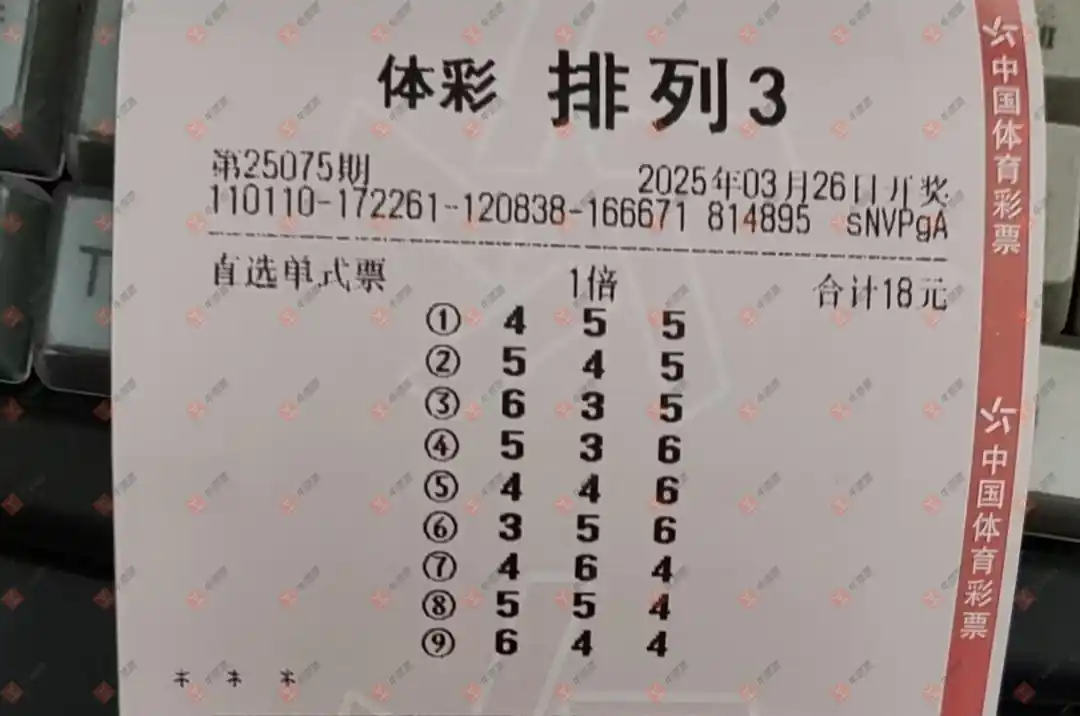 体彩 排列3
第25075期 2025年03月26日开奖
110110-172261-120838-166671 814895 sNVPgA
直选单式票 1倍 合计18元
① 4 5 5
② 5 4 5
③ 6 3 5
④ 5 3 6
⑤ 4 4 6
⑥ 3 5 6
⑦ 4 6 4
⑧ 5 5 4
⑨ 6 4 4
* * *
中国体育彩票
中国体育彩票